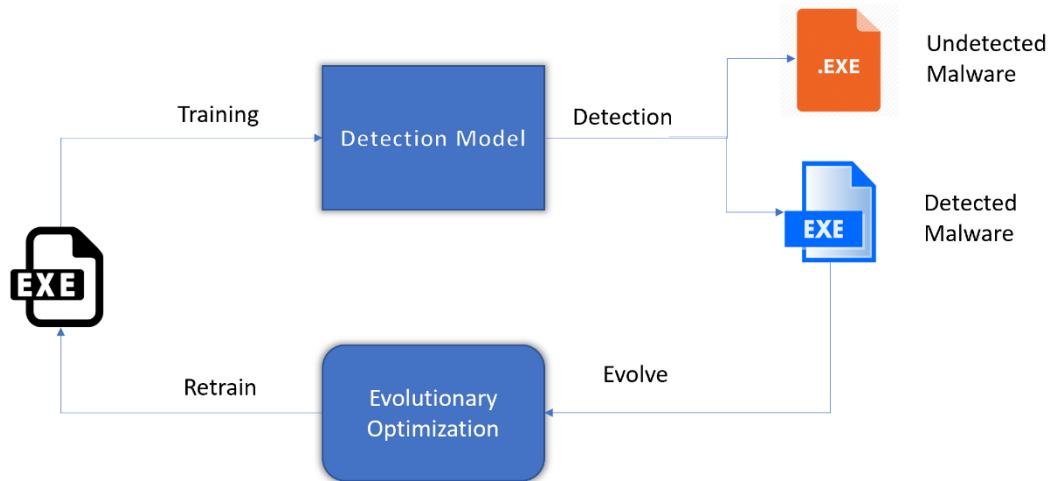 .EXE
Undetected
Malware
Training
Detection Model
Detection
EXE
Detected
Malware
EXE
Retrain
Evolutionary
Optimization
Evolve